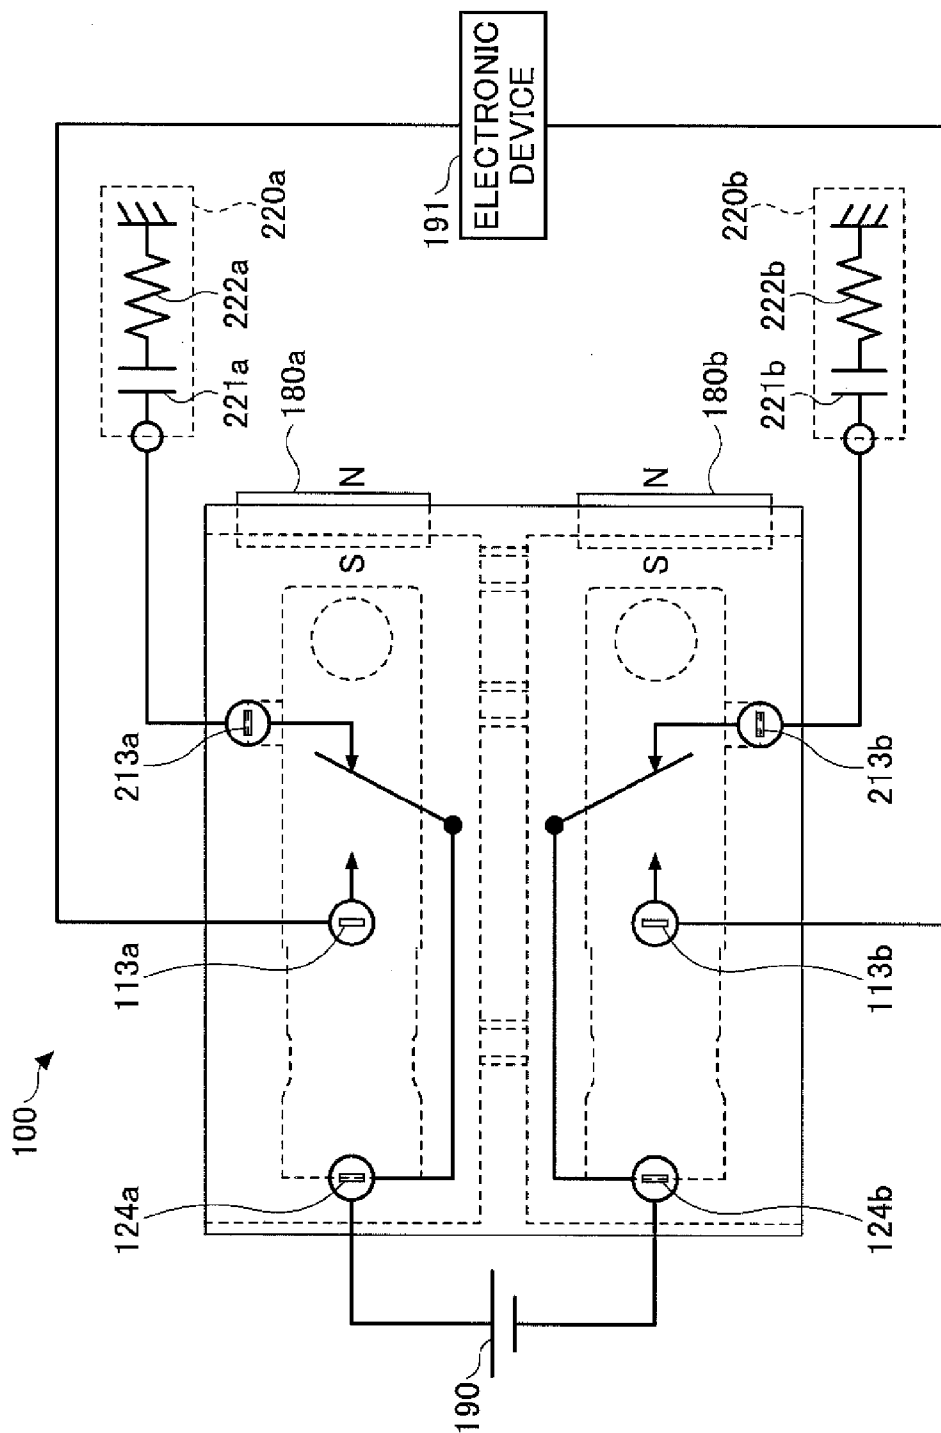 100
190
124a
124b
113a
113b
213a
213b
S
S
N
N
180a
180b
221a
222a
220a
221b
222b
220b
191
ELECTRONIC
DEVICE